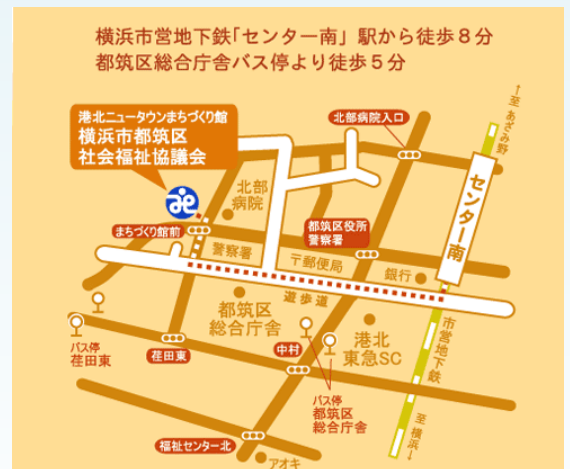 横浜市営地下鉄「センター南」駅から徒歩8分
都筑区総合庁舎バス停より徒歩5分
港北ニュータウンまちづくり館
横浜市都筑区
社会福祉協議会
北部病院入口
↑至 あざみ野
センター南
北部
病院
まちづくり館前
都筑区役所
警察署
警察署
〒郵便局
銀行
遊歩道
都筑区
総合庁舎
港北
東急SC
市営地下鉄
バス停
荏田東
荏田東
中村
バス停
都筑区
総合庁舎
至 横浜↓
福祉センター北
アオキ